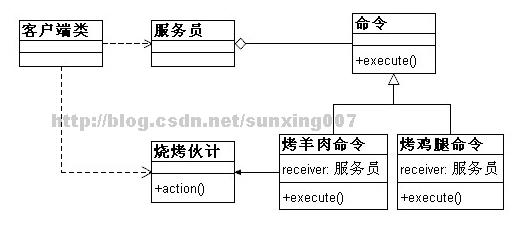 客户端类
服务员
命令
+execute()
http://blog.csdn.net/sunxing007
烧烤伙计
+action()
烤羊肉命令
receiver: 服务员
+execute()
烤鸡腿命令
receiver: 服务员
+execute()